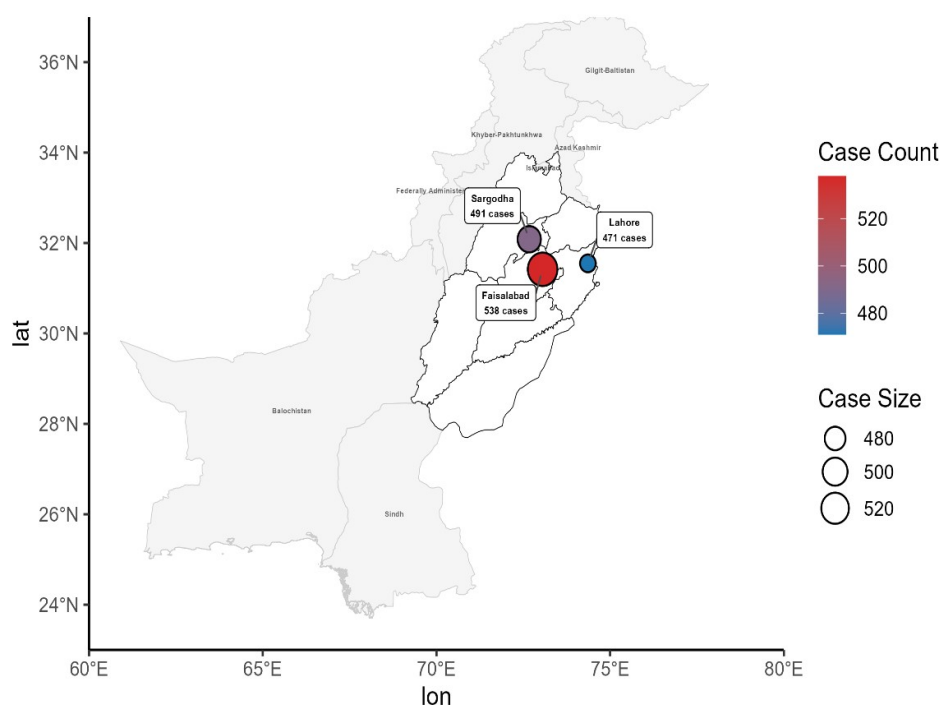 36°N
34°N
32°N
30°N
28°N
26°N
24°N
lat
60°E
65°E
70°E
75°E
80°E
lon
Gilgit-Baltistan
Khyber-Pakhtunkhwa
Azad Kashmir
Islamabad
Federally Administer
Sargodha
491 cases
Lahore
471 cases
Faisalabad
538 cases
Balochistan
Sindh
Case Count
520
500
480
Case Size
480
500
520